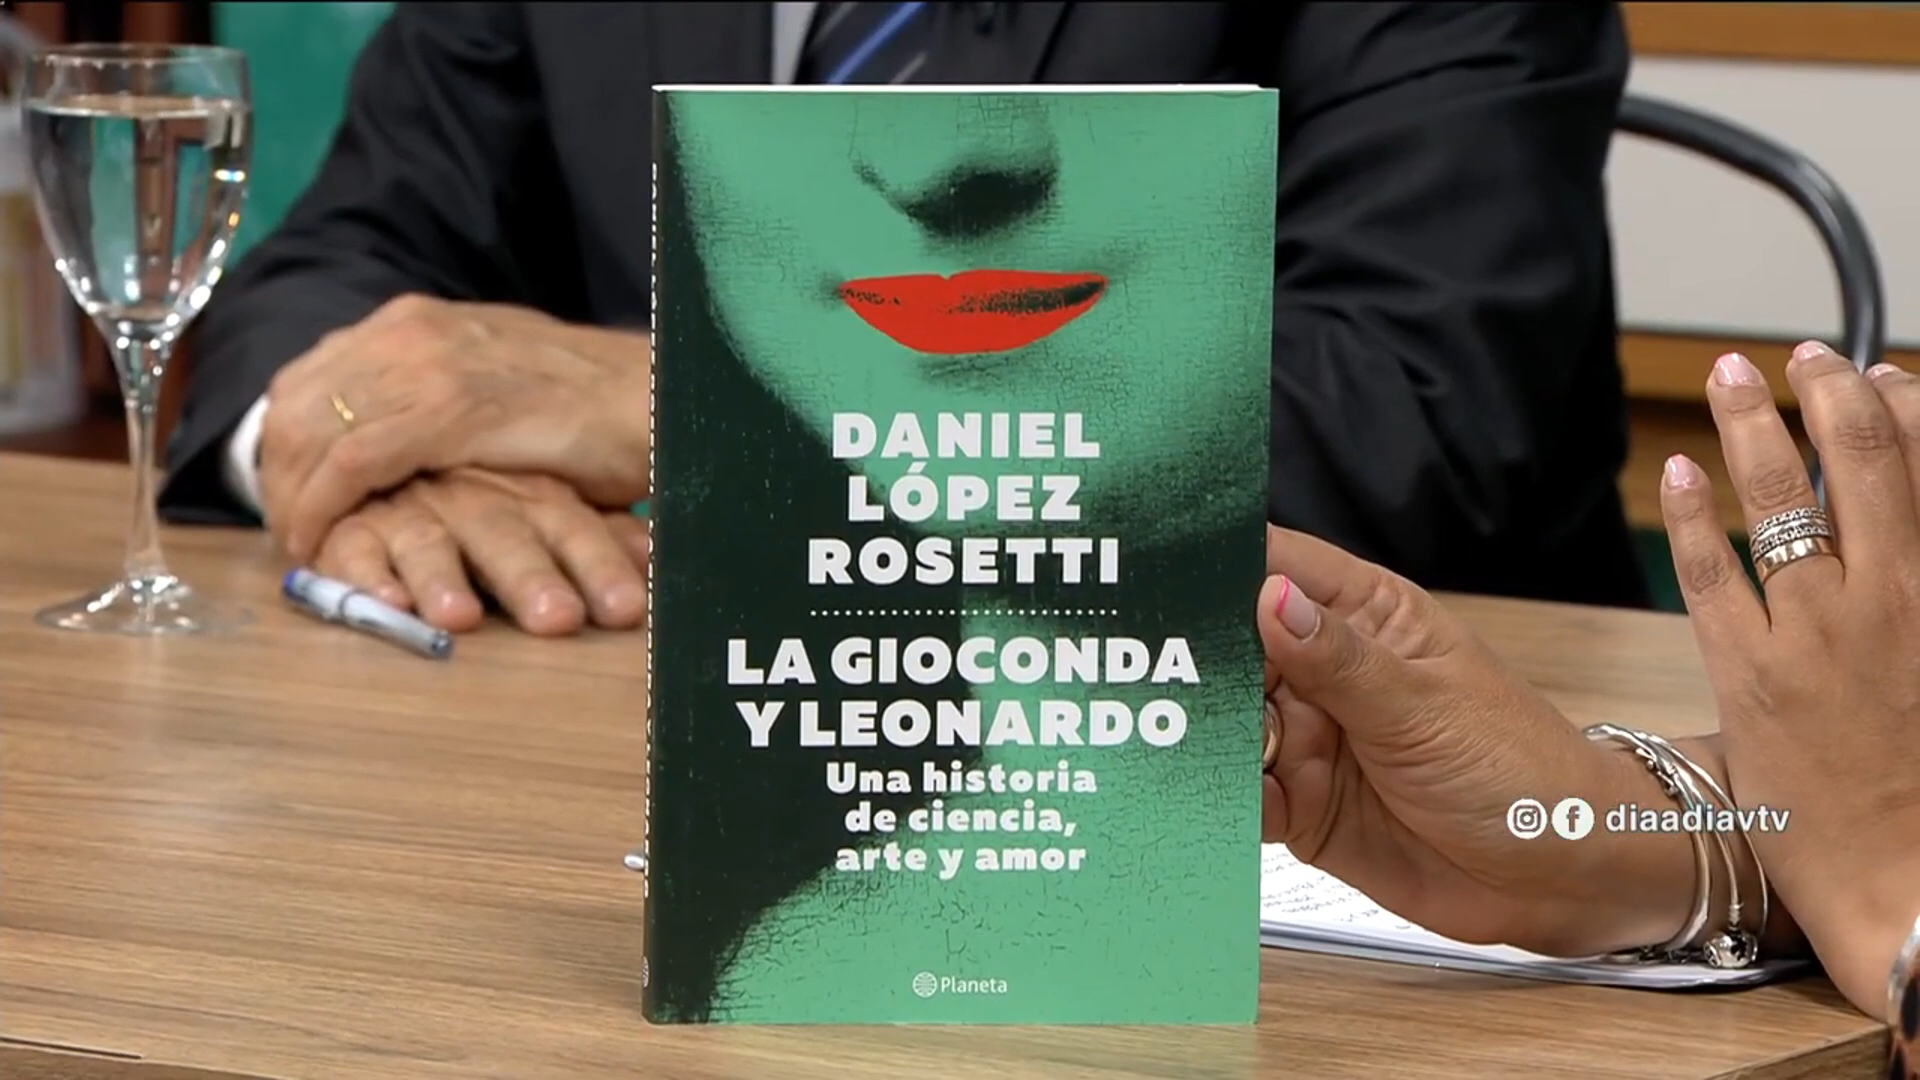 DANIEL
LÓPEZ
ROSETTI
LA GIOCONDA
Y LEONARDO
Una historia
de ciencia,
arte y amor
Planeta
diaadiavtv